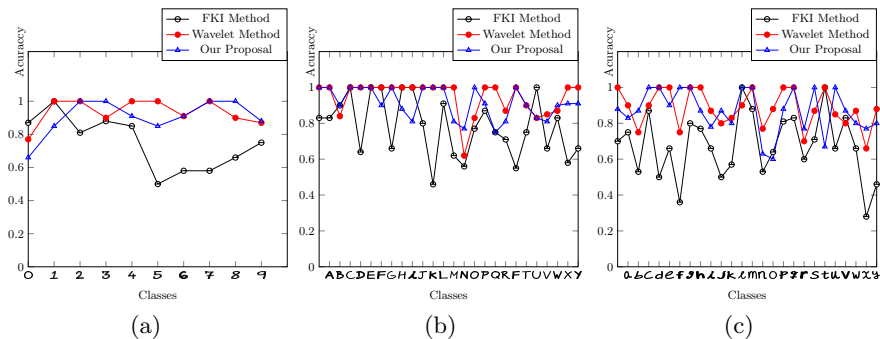 FKI Method
Wavelet Method
Our Proposal
Acuraccy
1
0.8
0.6
0.4
0.2
0
0 1 2 3 4 5 6 7 8 9
Classes
(a)
FKI Method
Wavelet Method
Our Proposal
Acuraccy
1
0.8
0.6
0.4
0.2
0
A B C D E F G H i J K L M N O P Q R F T U V W X Y
Classes
(b)
FKI Method
Wavelet Method
Our Proposal
Acuraccy
1
0.8
0.6
0.4
0.2
0
a b c d e f g h i j k l m n o p q r s t u v w x y
Classes
(c)